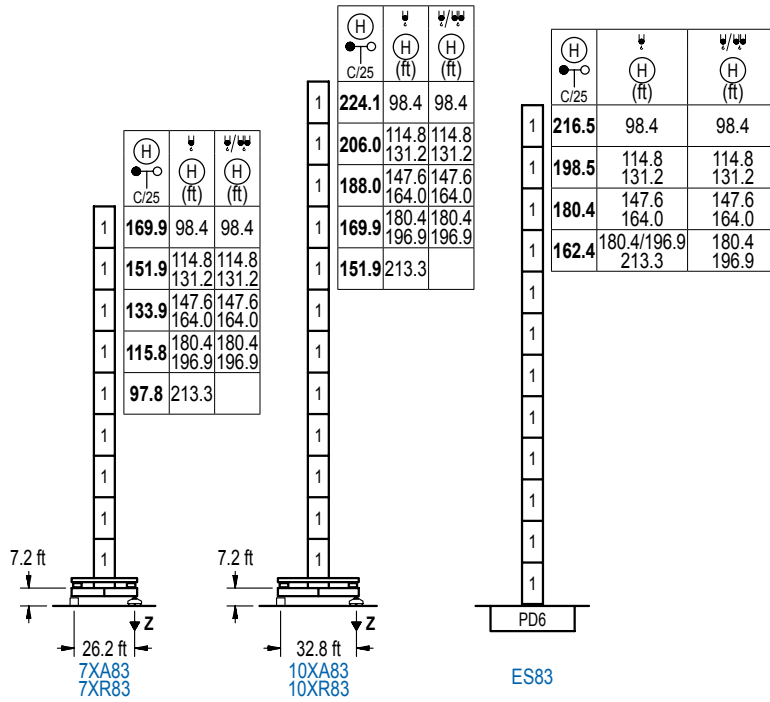 H H H
C/25 (ft) (ft)
1 169.9 98.4 98.4
1 151.9 114.8 114.8
131.2 131.2
1 133.9 147.6 147.6
164.0 164.0
1 115.8 180.4 180.4
196.9 196.9
1 97.8 213.3
1
1
1
1
7.2 ft
Z
26.2 ft
7XA83
7XR83
H H H
C/25 (ft) (ft)
1 224.1 98.4 98.4
1 206.0 114.8 114.8
131.2 131.2
1 188.0 147.6 147.6
164.0 164.0
1 169.9 180.4 180.4
196.9 196.9
1 151.9 213.3
1
1
1
1
1
1
1
7.2 ft
Z
32.8 ft
10XA83
10XR83
H H H
C/25 (ft) (ft)
1 216.5 98.4 98.4
1 198.5 114.8 114.8
131.2 131.2
1 180.4 147.6 147.6
164.0 164.0
1 162.4 180.4/196.9 180.4
213.3 196.9
1
1
1
1
1
1
1
1
PD6
ES83